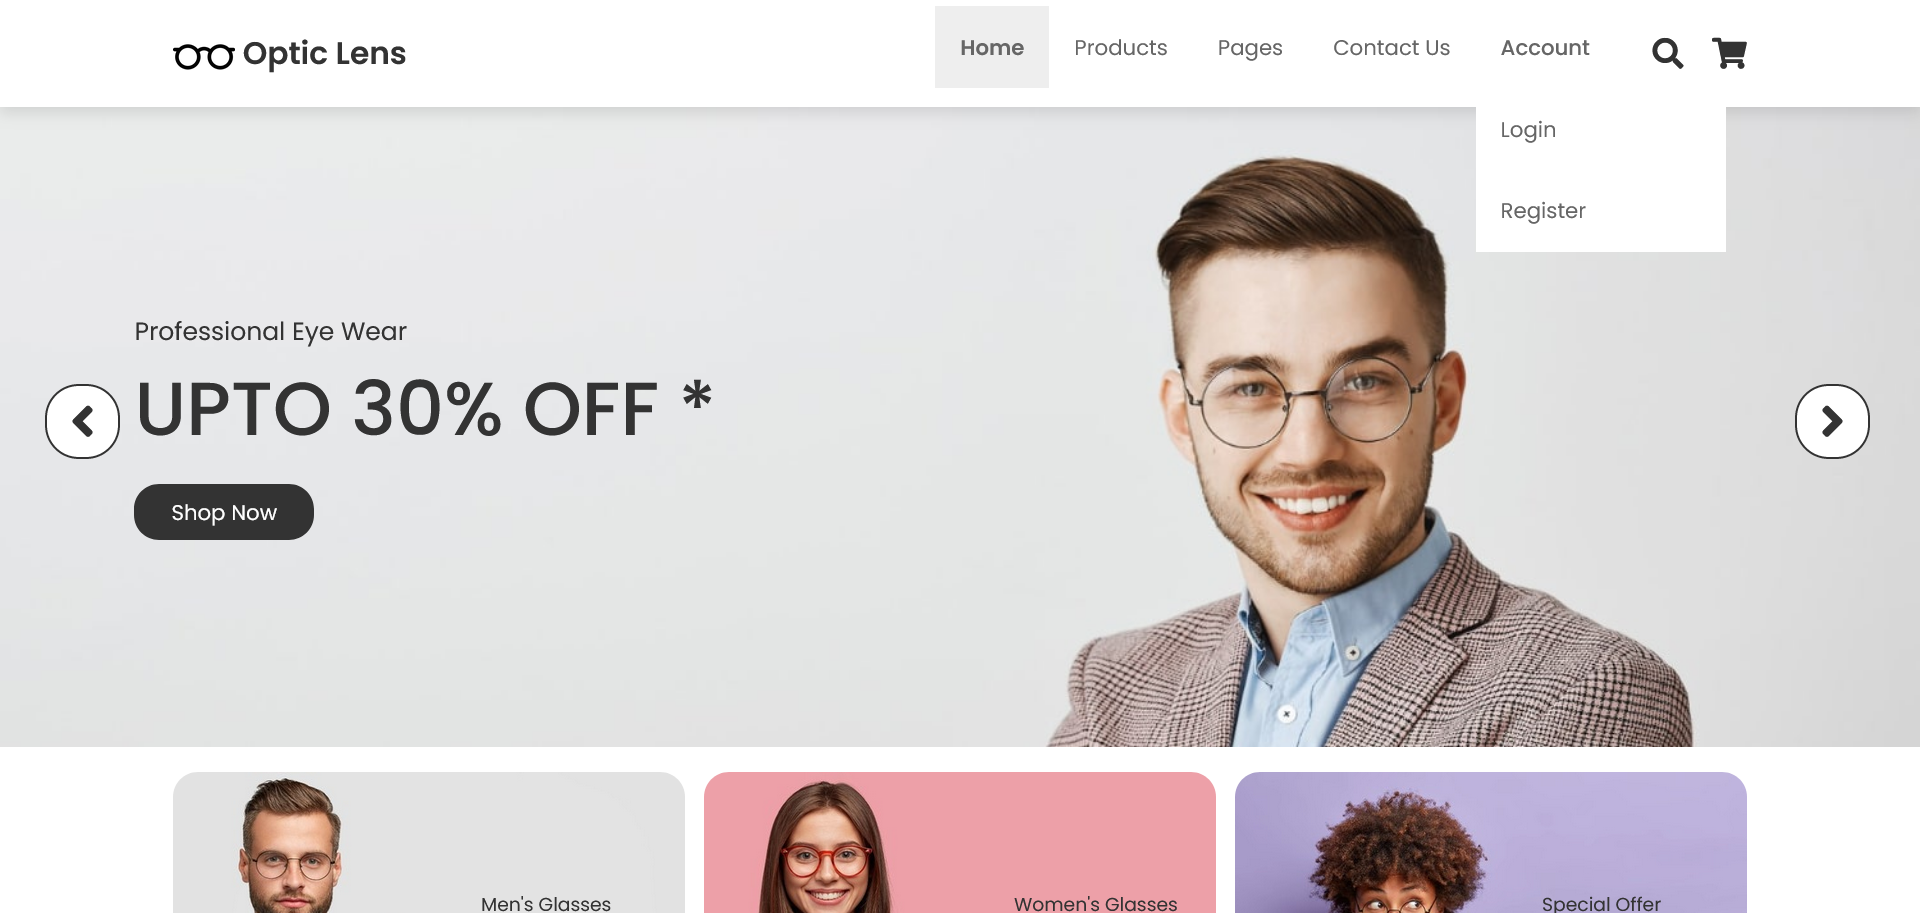 Optic Lens
Home
Products
Pages
Contact Us
Account
Login
Register
Professional Eye Wear
UPTO 30% OFF *
Shop Now
Men's Glasses
Women's Glasses
Special Offer